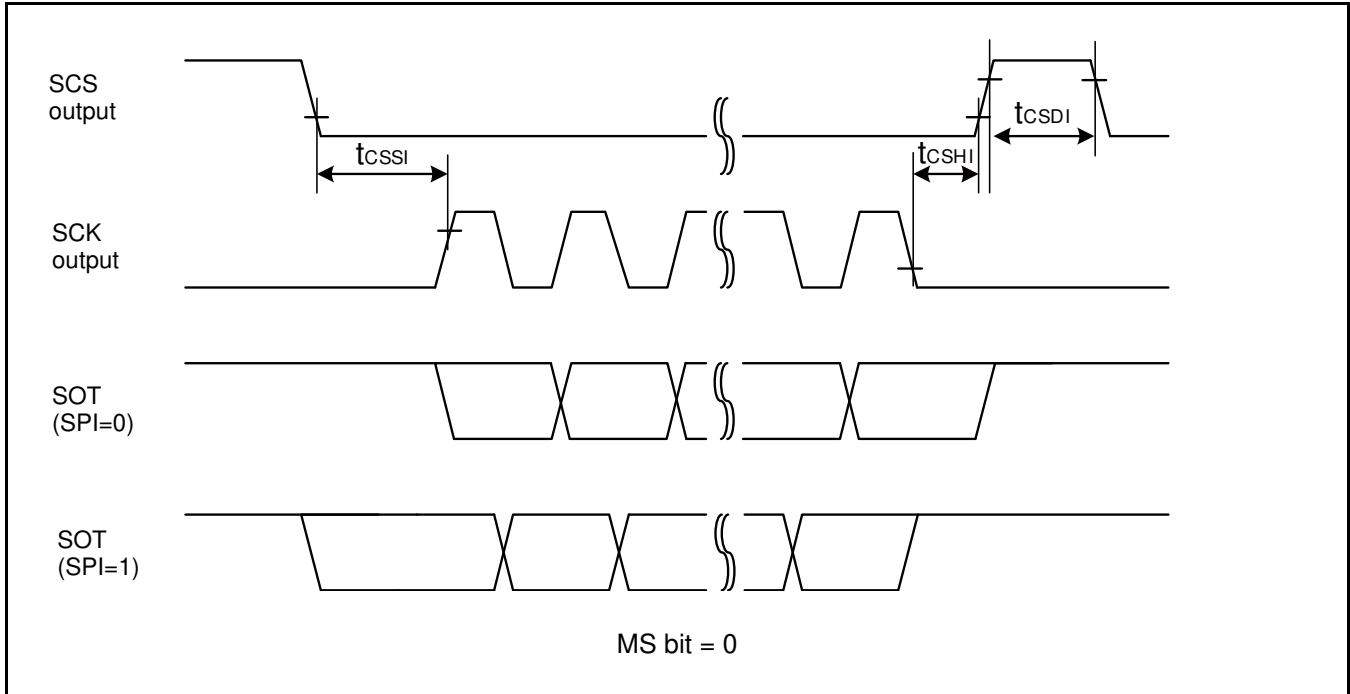 SCS
output
tCSDI
tCSSI
tCSHI
SCK
output
SOT
(SPI=0)
SOT
(SPI=1)
MS bit = 0